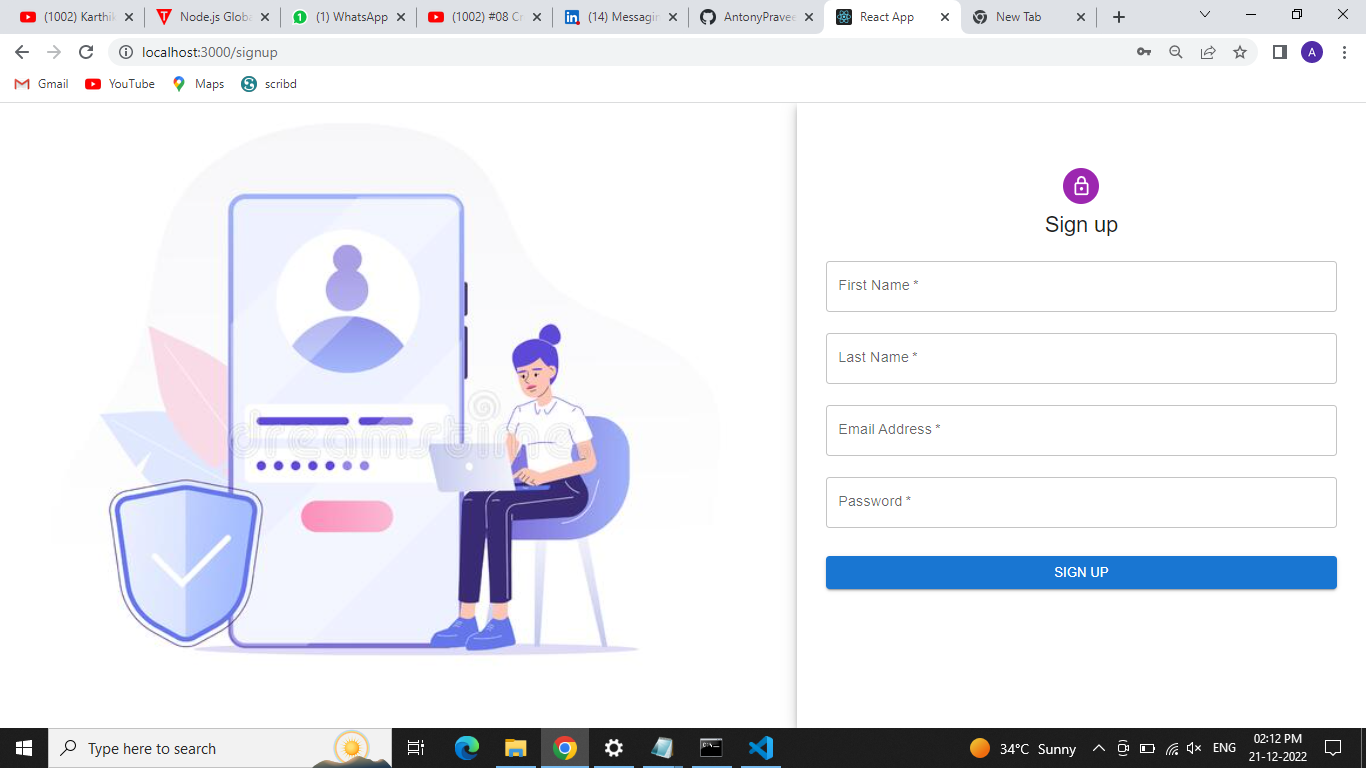 (1002) Karthik
Node.js Globa
(1) WhatsApp
(1002) #08 Cr
(14) Messagin
AntonyPravee
React App
New Tab
localhost:3000/signup
A
Gmail
YouTube
Maps
scribd
dreamstime
Sign up
First Name *
Last Name *
Email Address *
Password *
SIGN UP
Type here to search
34°C Sunny
ENG
02:12 PM
21-12-2022